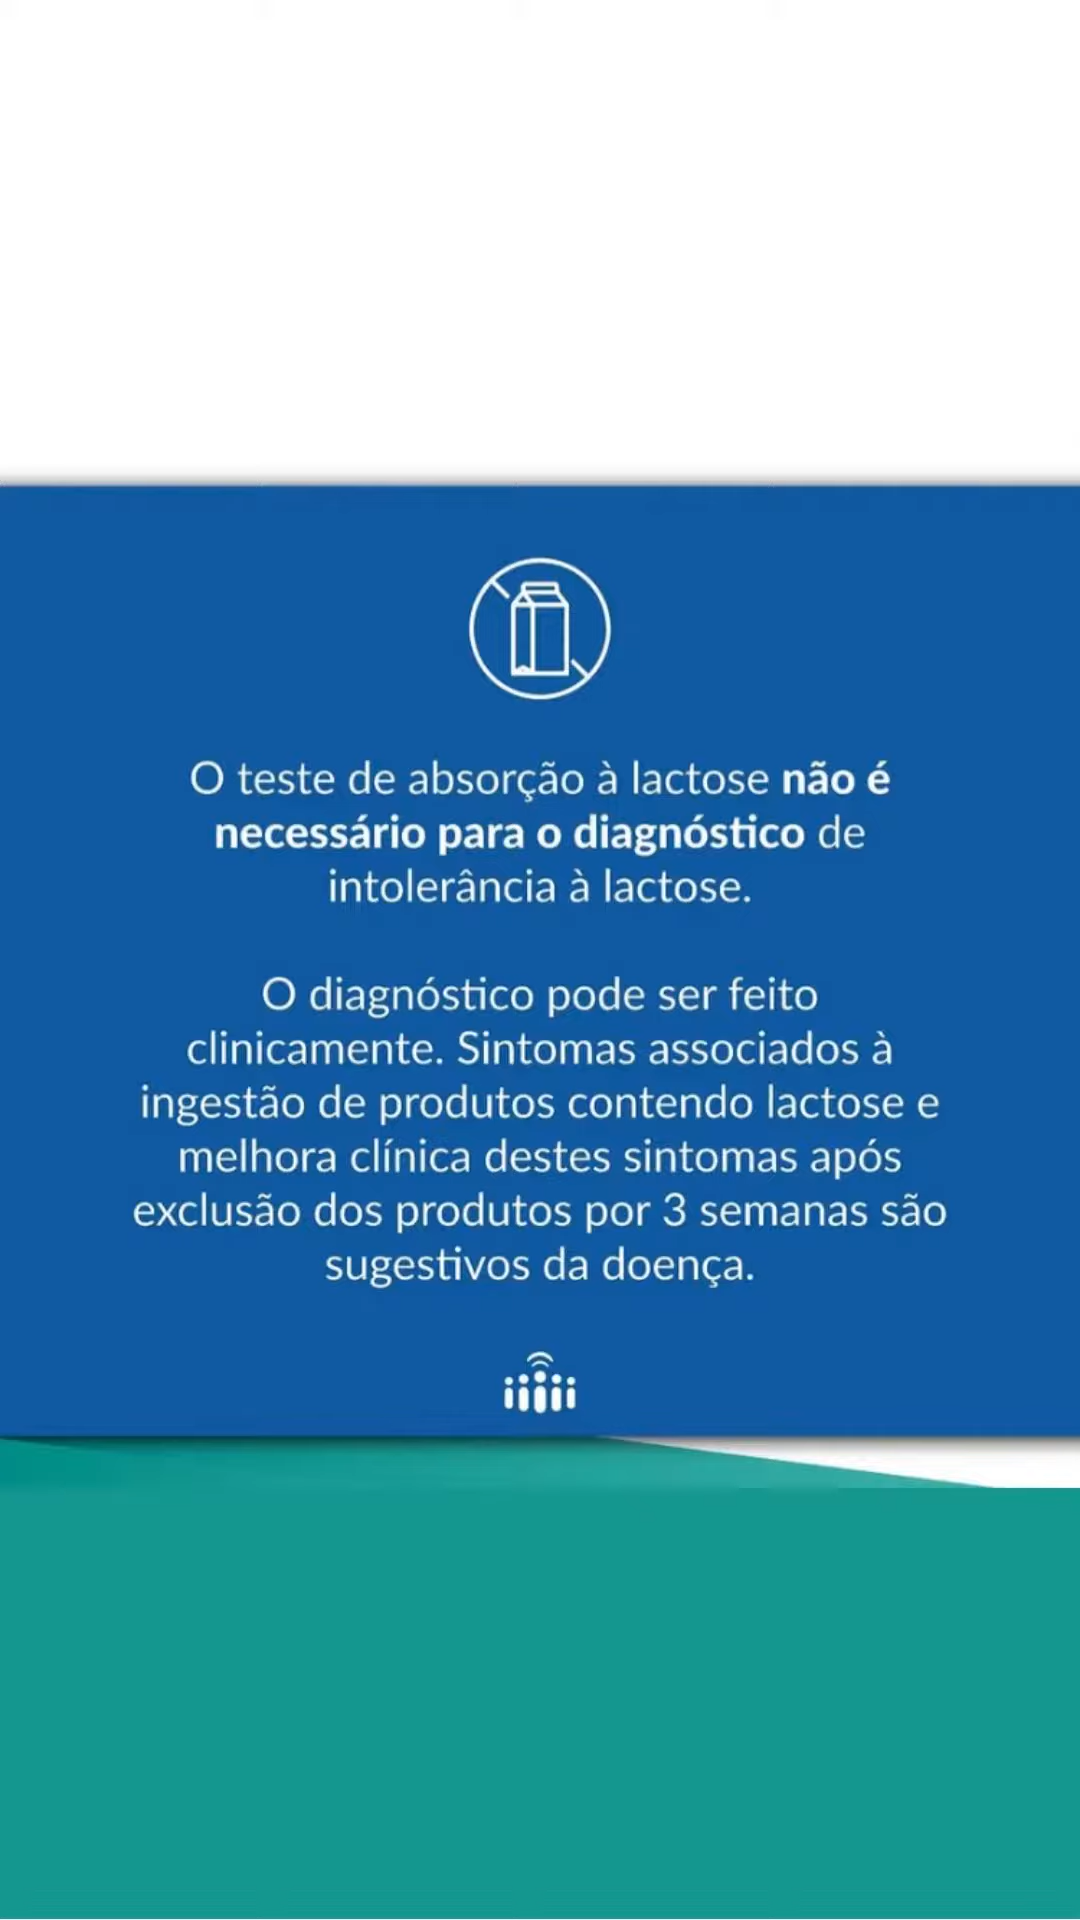 O teste de absorção à lactose não é
necessário para o diagnóstico de
intolerância à lactose.
O diagnóstico pode ser feito
clinicamente. Sintomas associados à
ingestão de produtos contendo lactose e
melhora clínica destes sintomas após
exclusão dos produtos por 3 semanas são
sugestivos da doença.